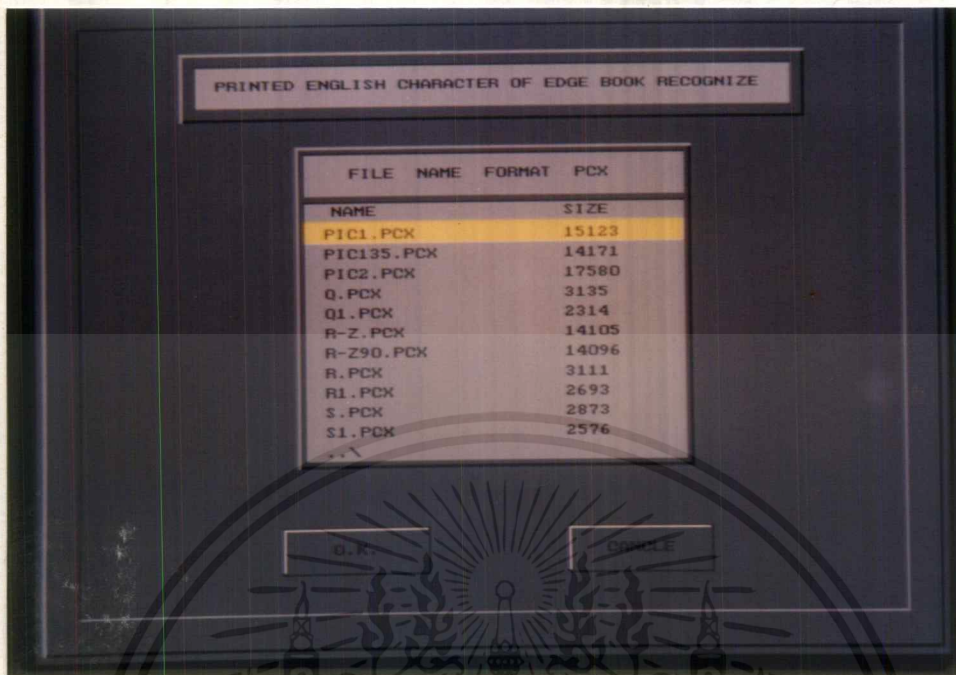 PRINTED ENGLISH CHARACTER OF EDGE BOOK RECOGNIZE
FILE NAME FORMAT PCX
NAME SIZE
PIC1.PCX 15123
PIC135.PCX 14171
PIC2.PCX 17580
Q.PCX 3135
Q1.PCX 2314
R-Z.PCX 14105
R-Z90.PCX 14096
R.PCX 3111
R1.PCX 2693
S.PCX 2873
S1.PCX 2576
..\
O.K. CANCLE